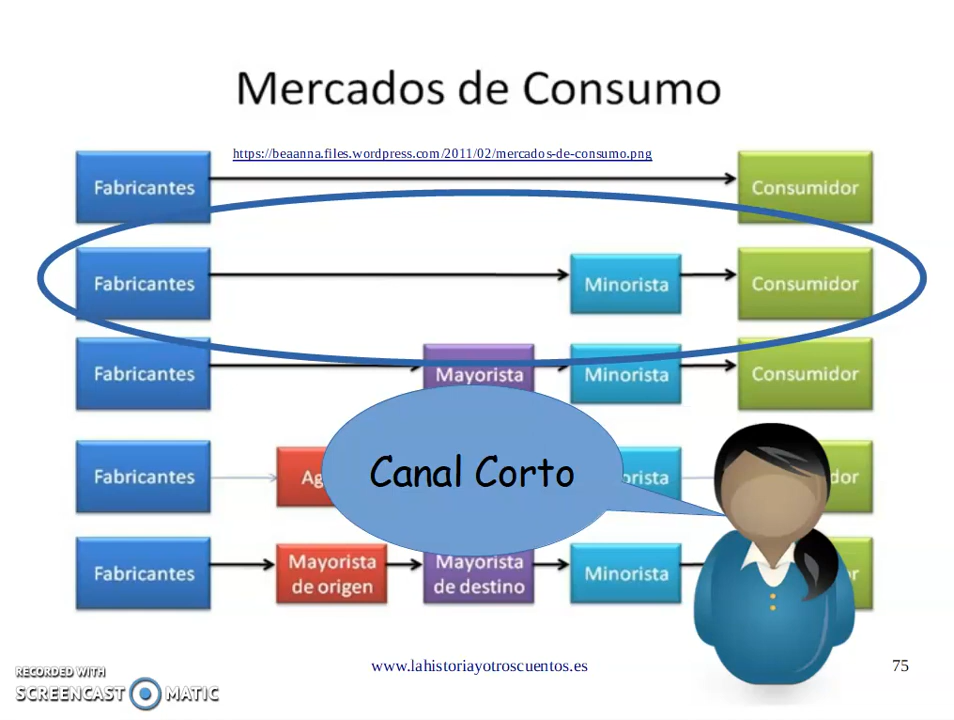 Mercados de Consumo
https://beaanna.files.wordpress.com/2011/02/mercados-de-consumo.png
Fabricantes
Consumidor
Fabricantes
Minorista
Consumidor
Fabricantes
Mayorista
Minorista
Consumidor
Fabricantes
Canal Corto
Fabricantes
Mayorista
de origen
Mayorista
de destino
Minorista
www.lahistoriayotroscuentos.es
75
RECORDED WITH
SCREENCAST MATIC